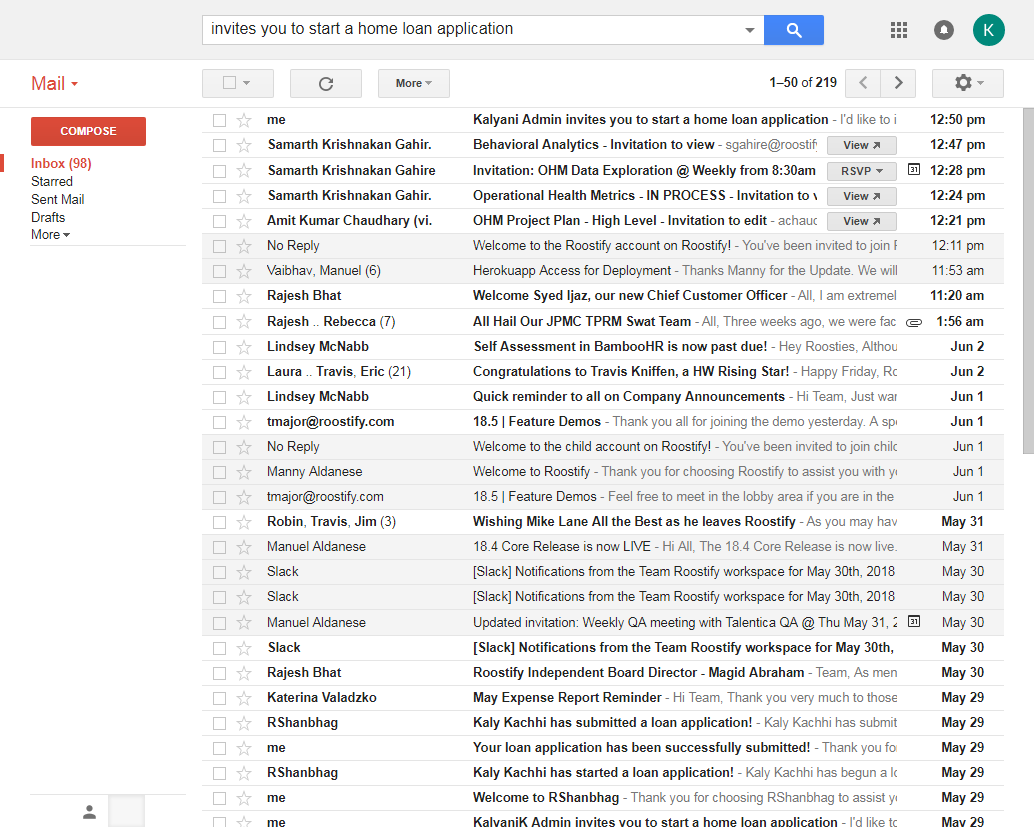 invites you to start a home loan application
K
Mail
More
1–50 of 219
COMPOSE
Inbox (98)
Starred
Sent Mail
Drafts
More
me Kalyani Admin invites you to start a home loan application - I'd like to i 12:50 pm
Samarth Krishnakan Gahir. Behavioral Analytics - Invitation to view - sgahire@roostify View 12:47 pm
Samarth Krishnakan Gahire Invitation: OHM Data Exploration @ Weekly from 8:30am RSVP 31 12:28 pm
Samarth Krishnakan Gahir. Operational Health Metrics - IN PROCESS - Invitation to v View 12:24 pm
Amit Kumar Chaudhary (vi. OHM Project Plan - High Level - Invitation to edit - achauc View 12:21 pm
No Reply Welcome to the Roostify account on Roostify! - You've been invited to join F 12:11 pm
Vaibhav, Manuel (6) Herokuapp Access for Deployment - Thanks Manny for the Update. We will 11:53 am
Rajesh Bhat Welcome Syed Ijaz, our new Chief Customer Officer - All, I am extremel 11:20 am
Rajesh .. Rebecca (7) All Hail Our JPMC TPRM Swat Team - All, Three weeks ago, we were fac 1:56 am
Lindsey McNabb Self Assessment in BambooHR is now past due! - Hey Roosties, Althou Jun 2
Laura .. Travis, Eric (21) Congratulations to Travis Kniffen, a HW Rising Star! - Happy Friday, Ro Jun 2
Lindsey McNabb Quick reminder to all on Company Announcements - Hi Team, Just war Jun 1
tmajor@roostify.com 18.5 | Feature Demos - Thank you all for joining the demo yesterday. A spe Jun 1
No Reply Welcome to the child account on Roostify! - You've been invited to join chilc Jun 1
Manny Aldanese Welcome to Roostify - Thank you for choosing Roostify to assist you with yo Jun 1
tmajor@roostify.com 18.5 | Feature Demos - Feel free to meet in the lobby area if you are in the Jun 1
Robin, Travis, Jim (3) Wishing Mike Lane All the Best as he leaves Roostify - As you may hav May 31
Manuel Aldanese 18.4 Core Release is now LIVE - Hi All, The 18.4 Core Release is now live. May 31
Slack [Slack] Notifications from the Team Roostify workspace for May 30th, 2018 May 30
Slack [Slack] Notifications from the Team Roostify workspace for May 30th, 2018 May 30
Manuel Aldanese Updated invitation: Weekly QA meeting with Talentica QA @ Thu May 31, 2 31 May 30
Slack [Slack] Notifications from the Team Roostify workspace for May 30th, May 30
Rajesh Bhat Roostify Independent Board Director - Magid Abraham - Team, As men May 30
Katerina Valadzko May Expense Report Reminder - Hi Team, Thank you very much to those May 29
RShanbhag Kaly Kachhi has submitted a loan application! - Kaly Kachhi has submit May 29
me Your loan application has been successfully submitted! - Thank you fo May 29
RShanbhag Kaly Kachhi has started a loan application! - Kaly Kachhi has begun a lo May 29
me Welcome to RShanbhag - Thank you for choosing RShanbhag to assist yo May 29
me KalyaniK Admin invites you to start a home loan application - I'd like to May 29